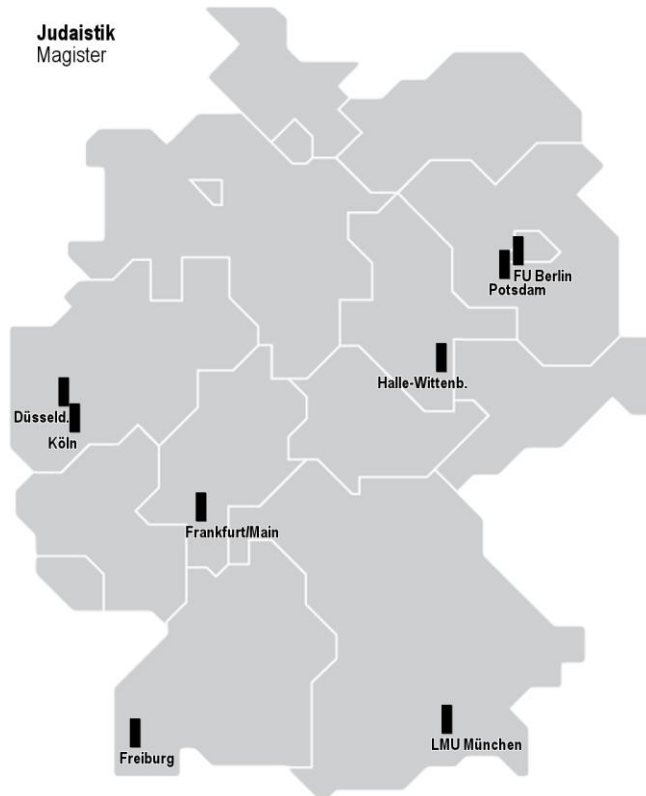 Judaistik
Magister
FU Berlin
Potsdam
Halle-Wittenb.
Düsseld.
Köln
Frankfurt/Main
LMU München
Freiburg